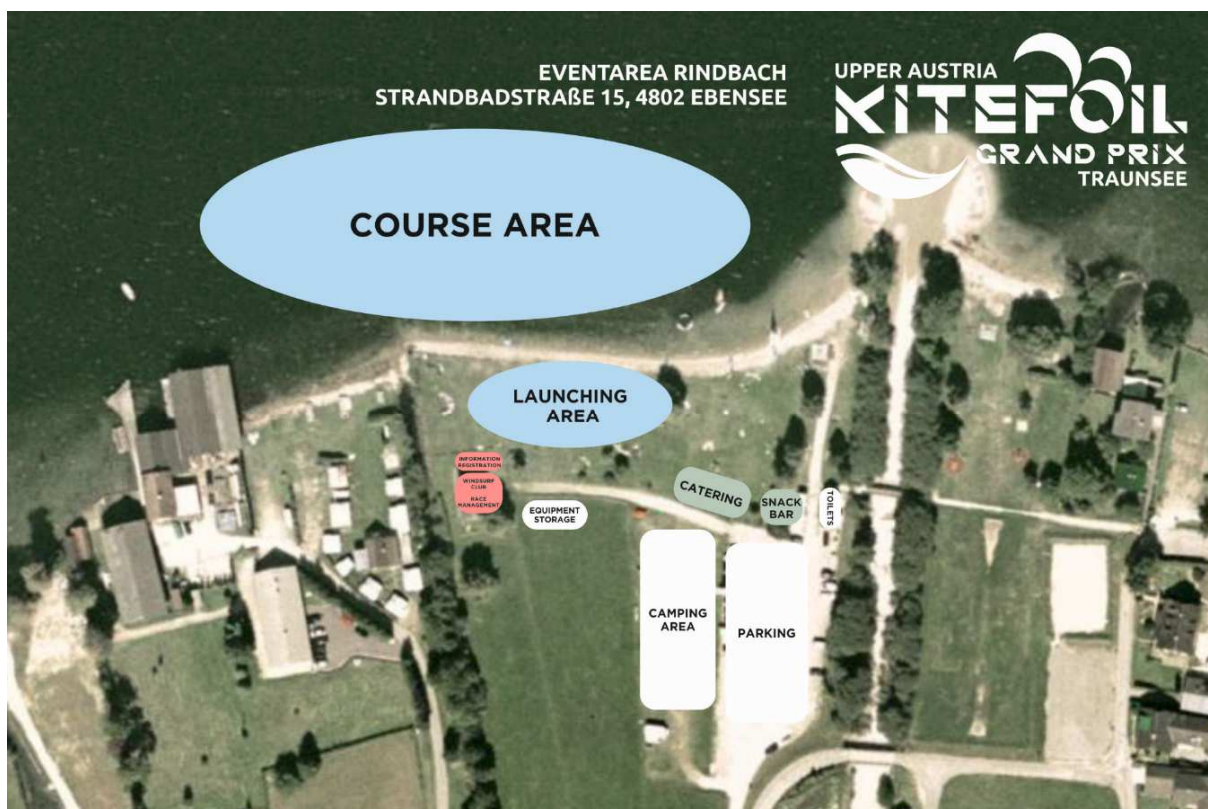 EVENTAREA RINDBACH
STRANDBADSTRAßE 15, 4802 EBENSEE
UPPER AUSTRIA
KITEFOIL
GRAND PRIX
TRAUNSEE
COURSE AREA
LAUNCHING
AREA
INFORMATION
REGISTRATION
WINDSURF
CLUB
RACE
MANAGEMENT
EQUIPMENT
STORAGE
CATERING
SNACK
BAR
TOILETS
CAMPING
AREA
PARKING